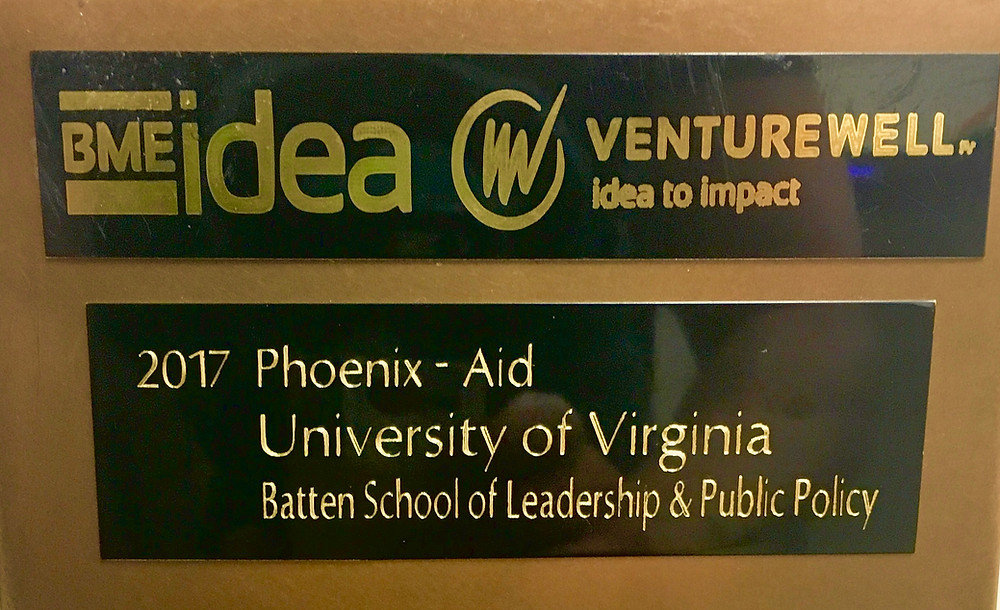 BME idea VENTUREWELL
idea to impact
2017 Phoenix - Aid
University of Virginia
Batten School of Leadership & Public Policy